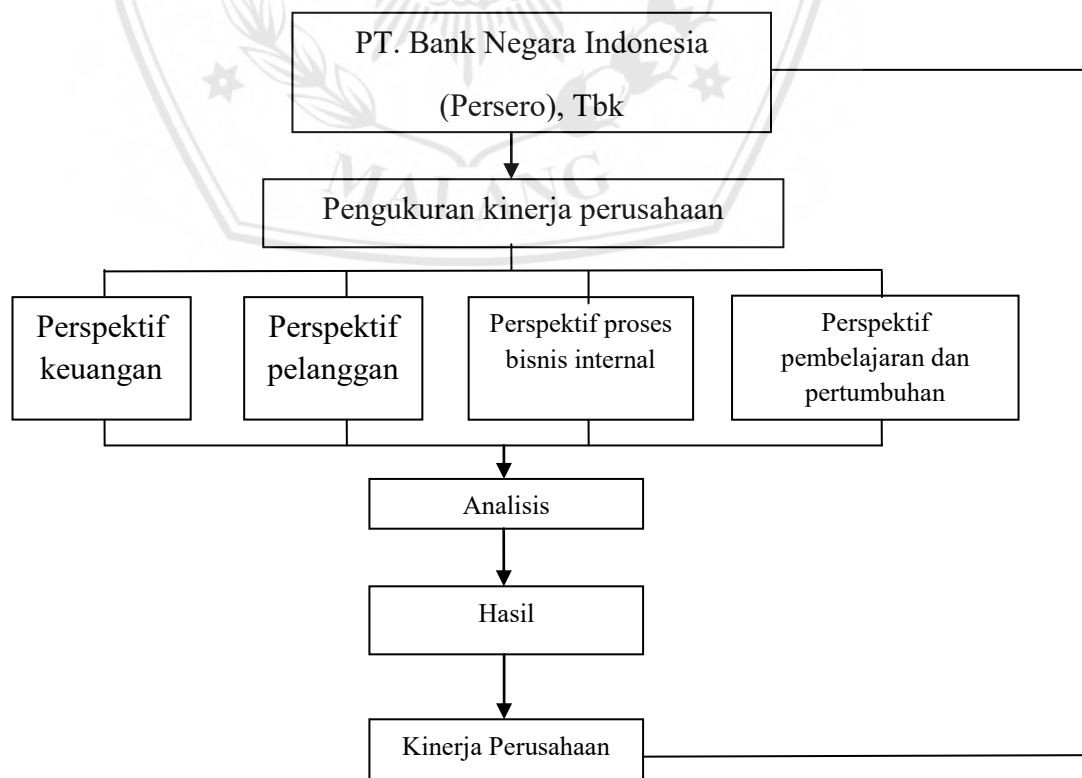 PT. Bank Negara Indonesia
(Persero), Tbk
MALANG
Pengukuran kinerja perusahaan
Perspektif
keuangan
Perspektif
pelanggan
Perspektif proses
bisnis internal
Perspektif
pembelajaran dan
pertumbuhan
Analisis
Hasil
Kinerja Perusahaan